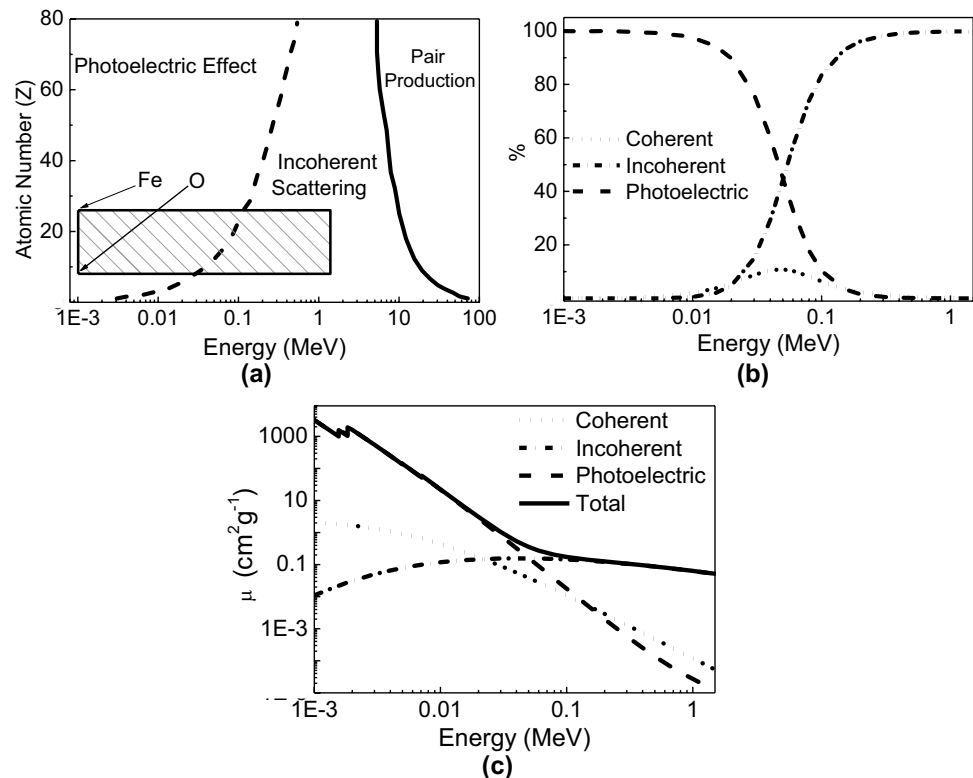 80
60
40
20
Atomic Number (Z)
Photoelectric Effect
Pair
Production
Incoherent
Scattering
Fe
O
1E-3
0.01
0.1
1
10
100
Energy (MeV)
(a)
100
80
60
40
20
%
Coherent
Incoherent
Photoelectric
1E-3
0.01
0.1
1
Energy (MeV)
(b)
1000
10
0.1
1E-3
μ (cm²g⁻¹)
Coherent
Incoherent
Photoelectric
Total
1E-3
0.01
0.1
1
Energy (MeV)
(c)